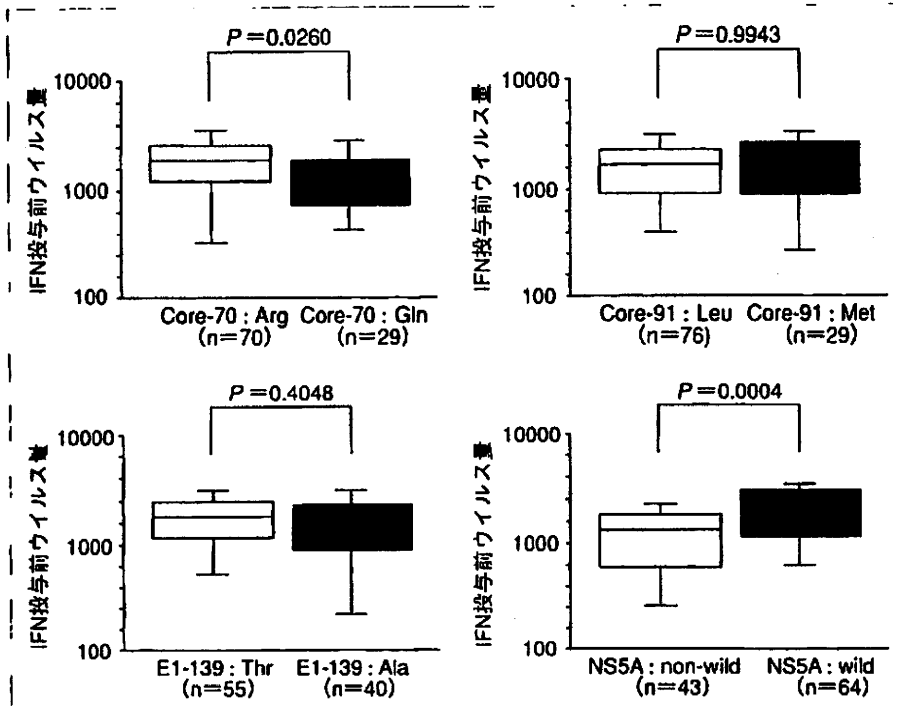 P=0.0260
IFN投与前ウイルス量
10000
1000
100
Core-70 : Arg Core-70 : Gln
(n=70) (n=29)
P=0.9943
IFN投与前ウイルス量
10000
1000
100
Core-91 : Leu Core-91 : Met
(n=76) (n=29)
P=0.4048
IFN投与前ウイルス量
10000
1000
100
E1-139 : Thr E1-139 : Ala
(n=55) (n=40)
P=0.0004
IFN投与前ウイルス量
10000
1000
100
NS5A : non-wild NS5A : wild
(n=43) (n=64)